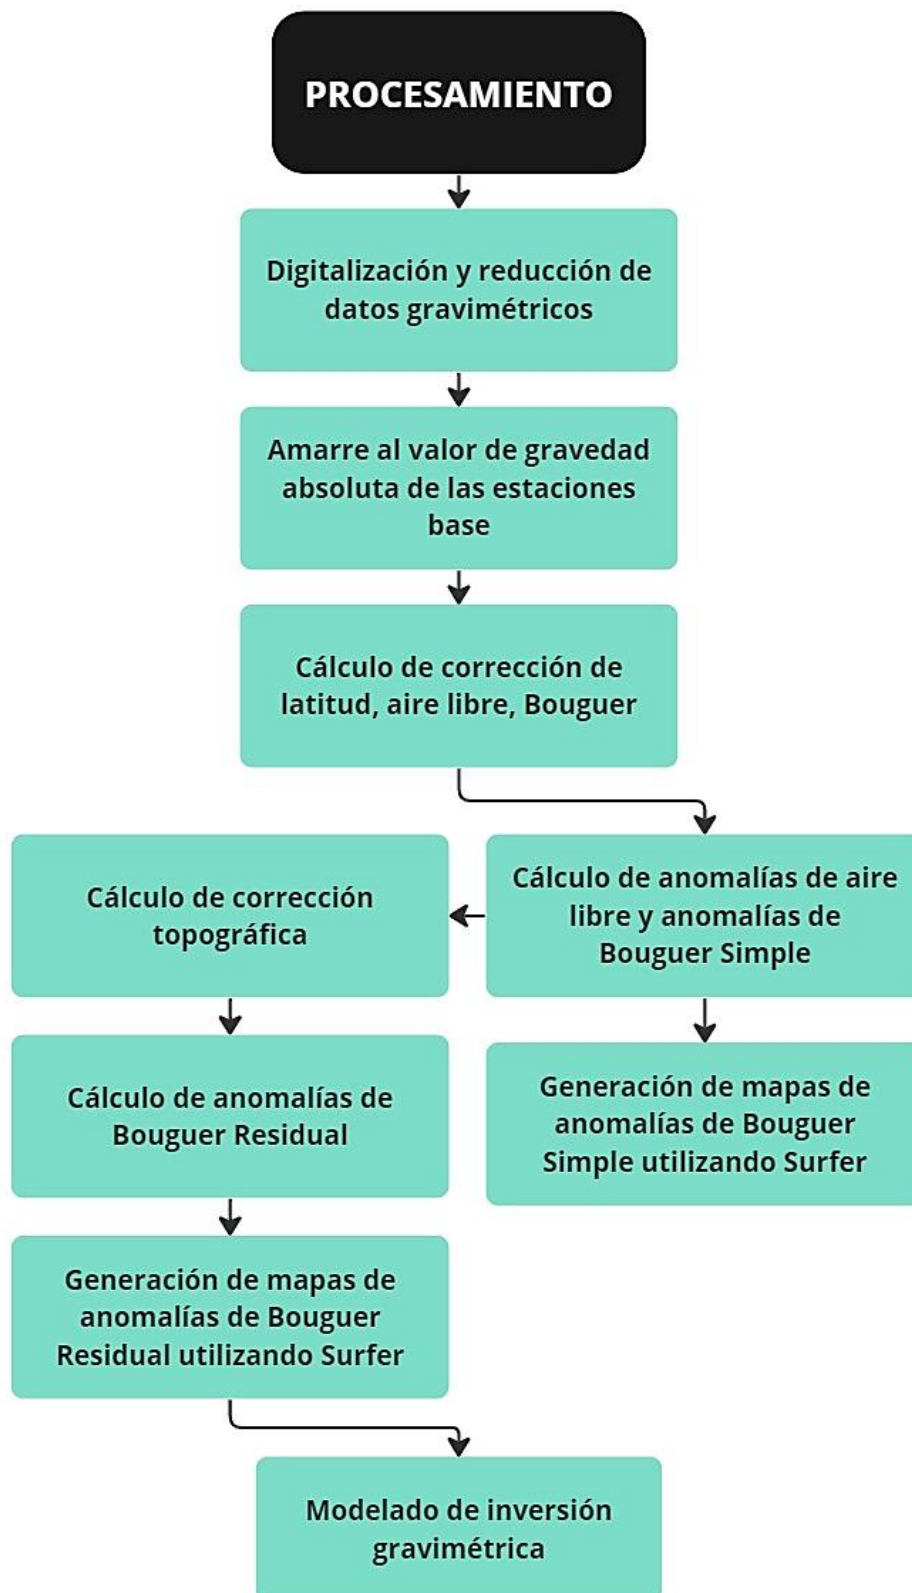 PROCESAMIENTO
Digitalización y reducción de
datos gravimétricos
Amarre al valor de gravedad
absoluta de las estaciones
base
Cálculo de corrección de
latitud, aire libre, Bouguer
Cálculo de anomalías de aire
libre y anomalías de
Bouguer Simple
Cálculo de corrección
topográfica
Generación de mapas de
anomalías de Bouguer
Simple utilizando Surfer
Cálculo de anomalías de
Bouguer Residual
Generación de mapas de
anomalías de Bouguer
Residual utilizando Surfer
Modelado de inversión
gravimétrica